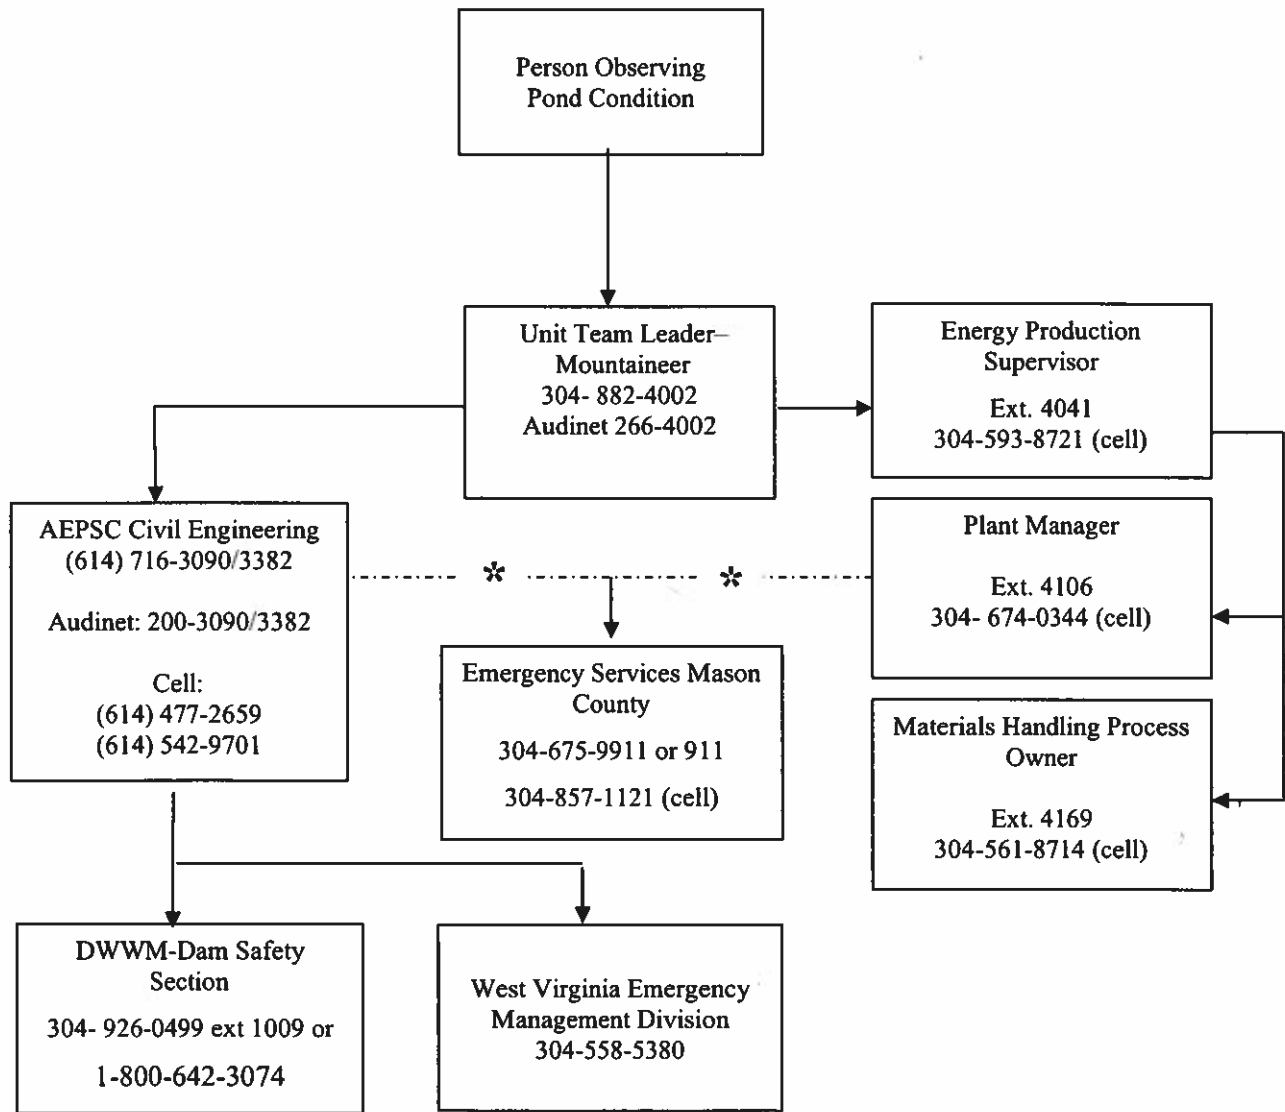 Person Observing
Pond Condition
Unit Team Leader–
Mountaineer
304- 882-4002
Audinet 266-4002
Energy Production
Supervisor
Ext. 4041
304-593-8721 (cell)
AEPSC Civil Engineering
(614) 716-3090/3382
Audinet: 200-3090/3382
Cell:
(614) 477-2659
(614) 542-9701
* *
Plant Manager
Ext. 4106
304- 674-0344 (cell)
Emergency Services Mason
County
304-675-9911 or 911
304-857-1121 (cell)
Materials Handling Process
Owner
Ext. 4169
304-561-8714 (cell)
DWWM-Dam Safety
Section
304- 926-0499 ext 1009 or
1-800-642-3074
West Virginia Emergency
Management Division
304-558-5380